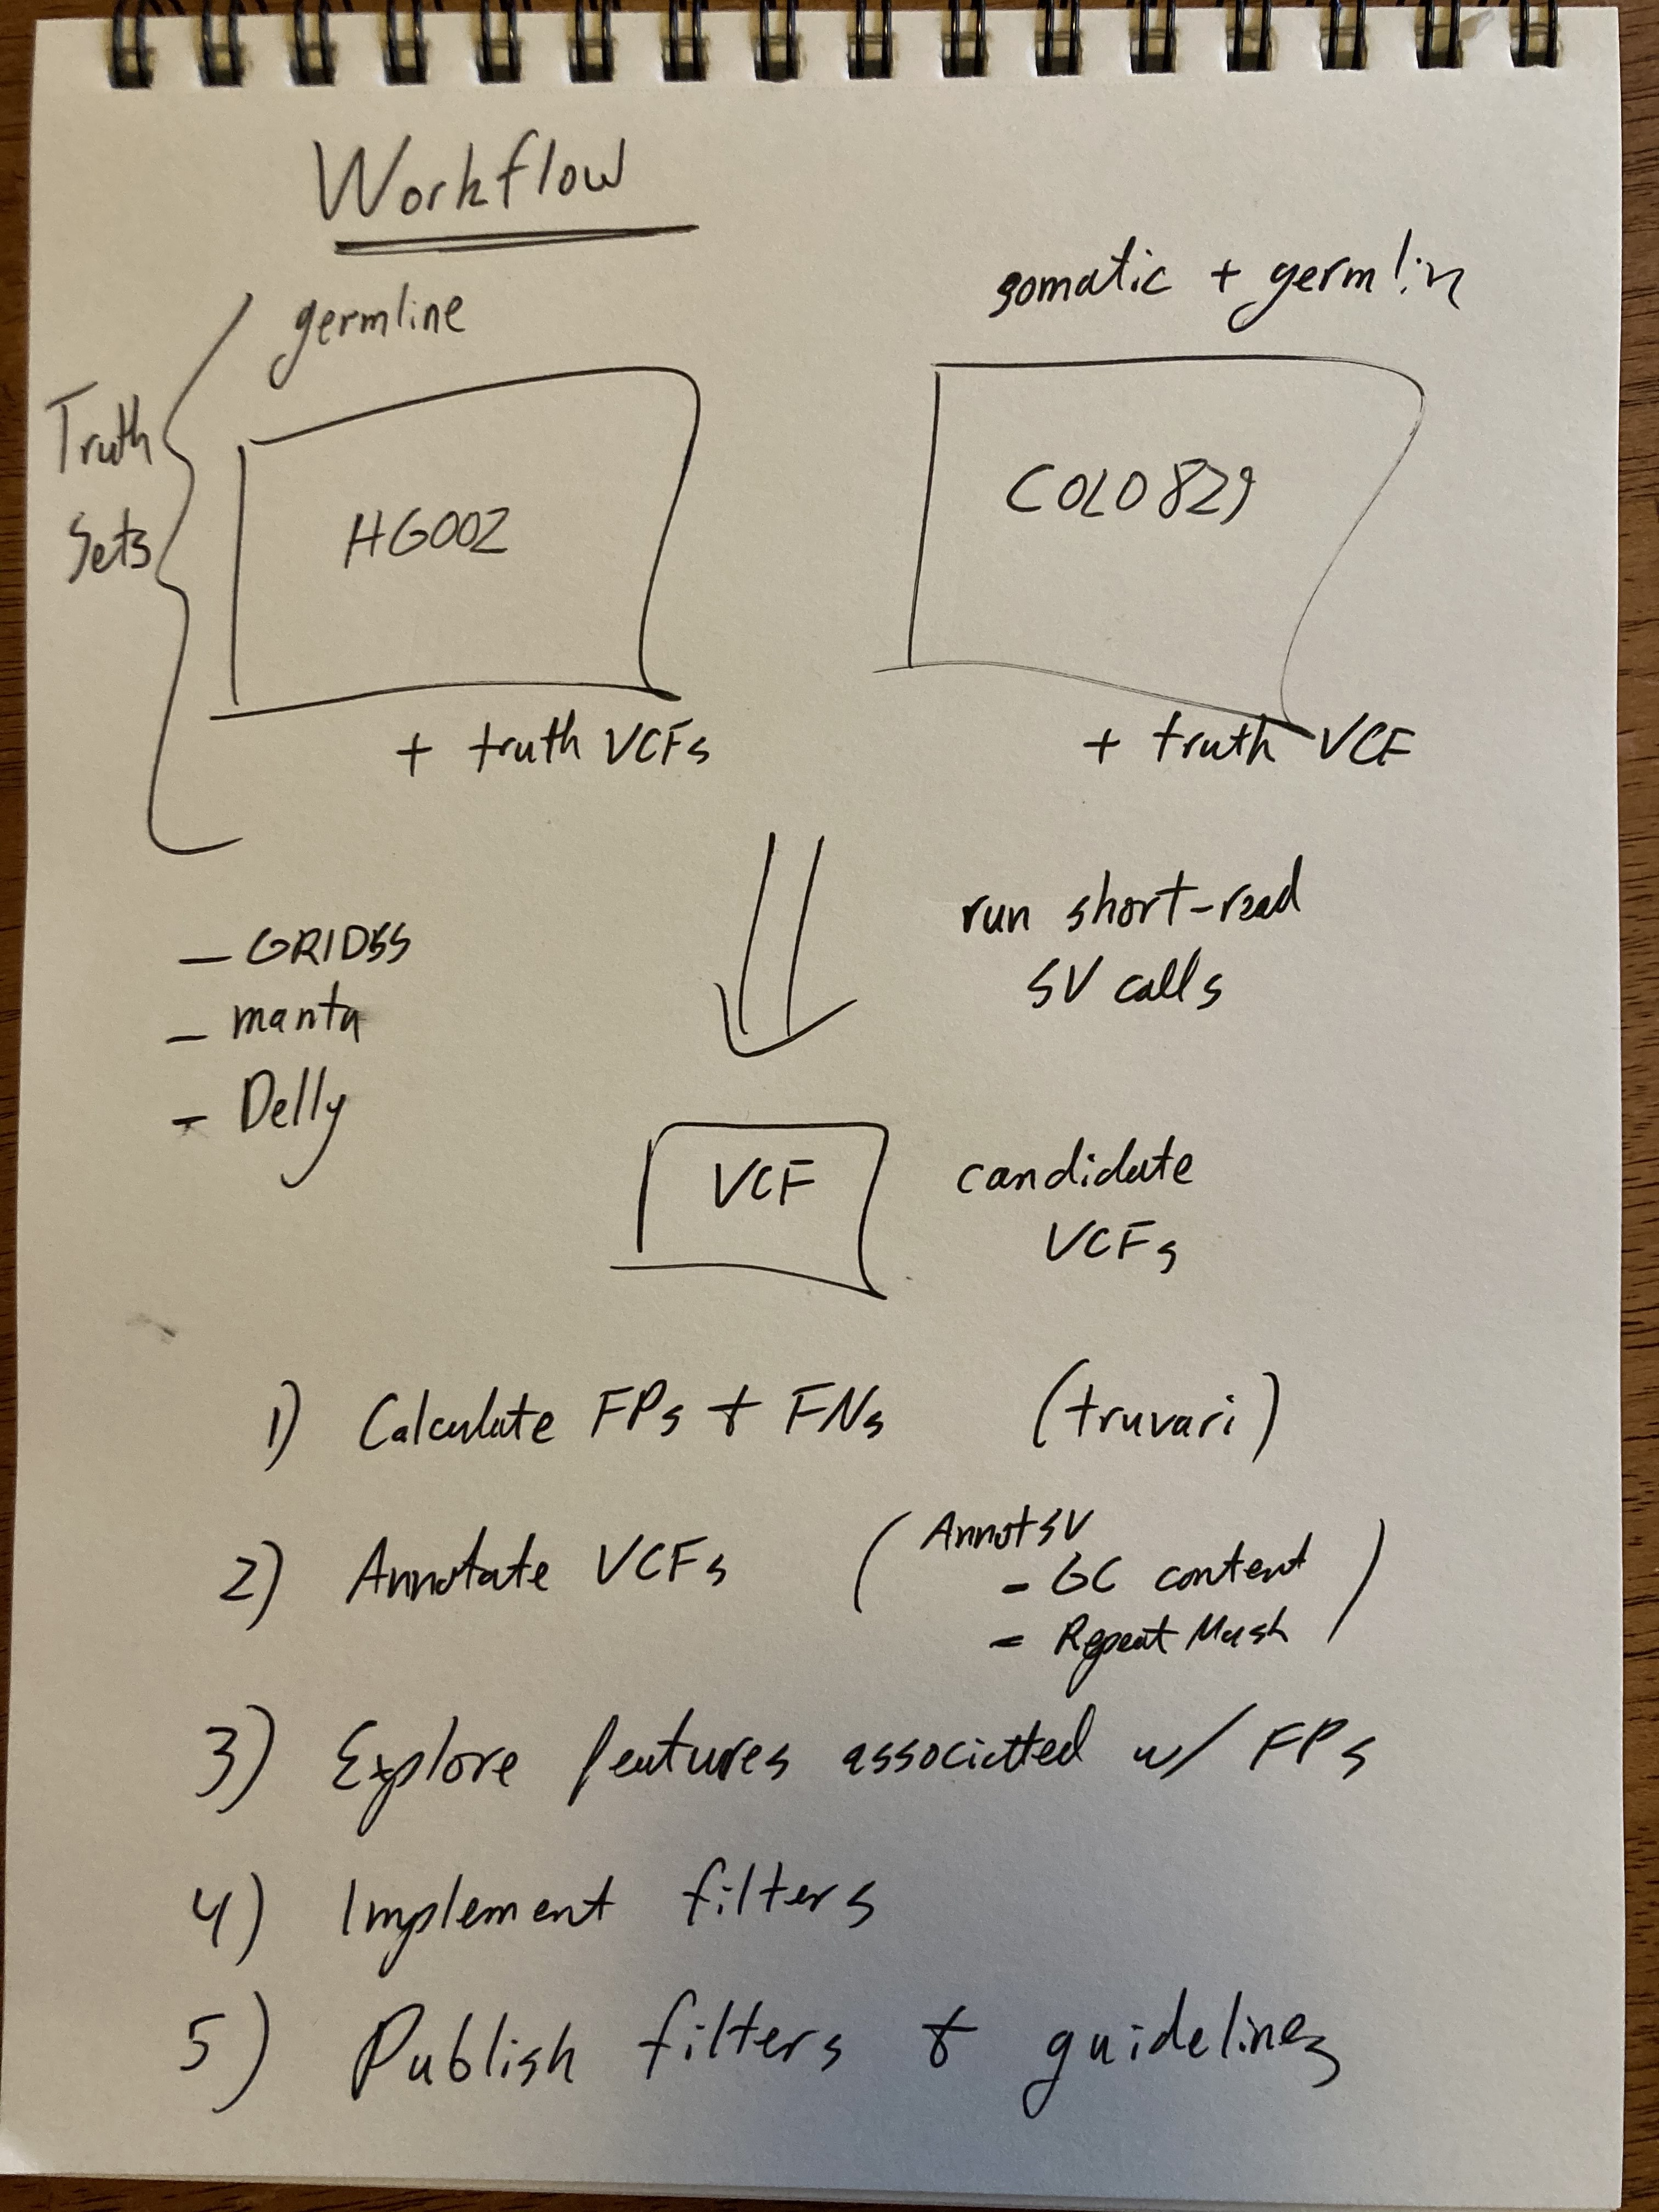 Workflow
germline
somatic + germlin
Truth
Sets
HG002
COLO829
+ truth VCFs
+ truth VCF
run short-read
SV calls
- GRIDSS
- manta
- Delly
VCF
candidate
VCFs
1) Calculate FPs + FNs (truvari)
2) Annotate VCFs (AnnotSV
- GC content
- Repeat Mask )
3) Explore features associatted w/ FPs
4) Implement filters
5) Publish filters + guidelines